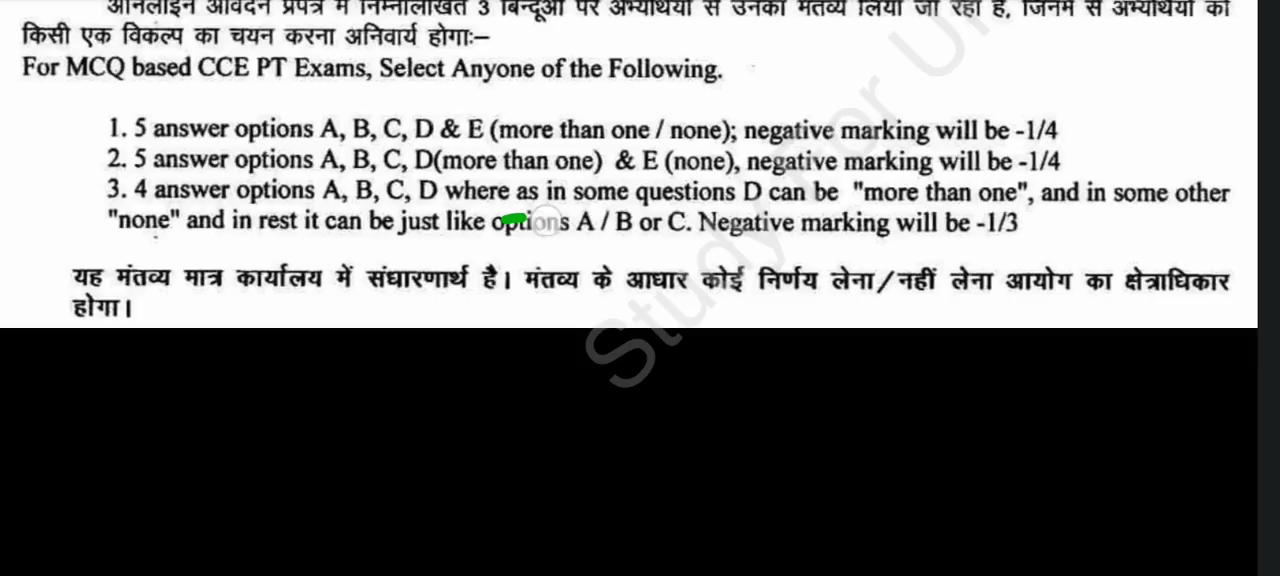 ऑनलाइन आवेदन प्रपत्र में निम्नलिखित 3 बिन्दूओं पर अभ्यर्थियों से उनका मंतव्य लिया जा रहा है, जिनमें से अभ्यर्थियों को
किसी एक विकल्प का चयन करना अनिवार्य होगाः–
For MCQ based CCE PT Exams, Select Anyone of the Following.
1. 5 answer options A, B, C, D & E (more than one / none); negative marking will be -1/4
2. 5 answer options A, B, C, D(more than one) & E (none), negative marking will be -1/4
3. 4 answer options A, B, C, D where as in some questions D can be "more than one", and in some other
"none" and in rest it can be just like options A / B or C. Negative marking will be -1/3
यह मंतव्य मात्र कार्यालय में संधारणार्थ है। मंतव्य के आधार कोई निर्णय लेना/नहीं लेना आयोग का क्षेत्राधिकार
होगा।
Study For